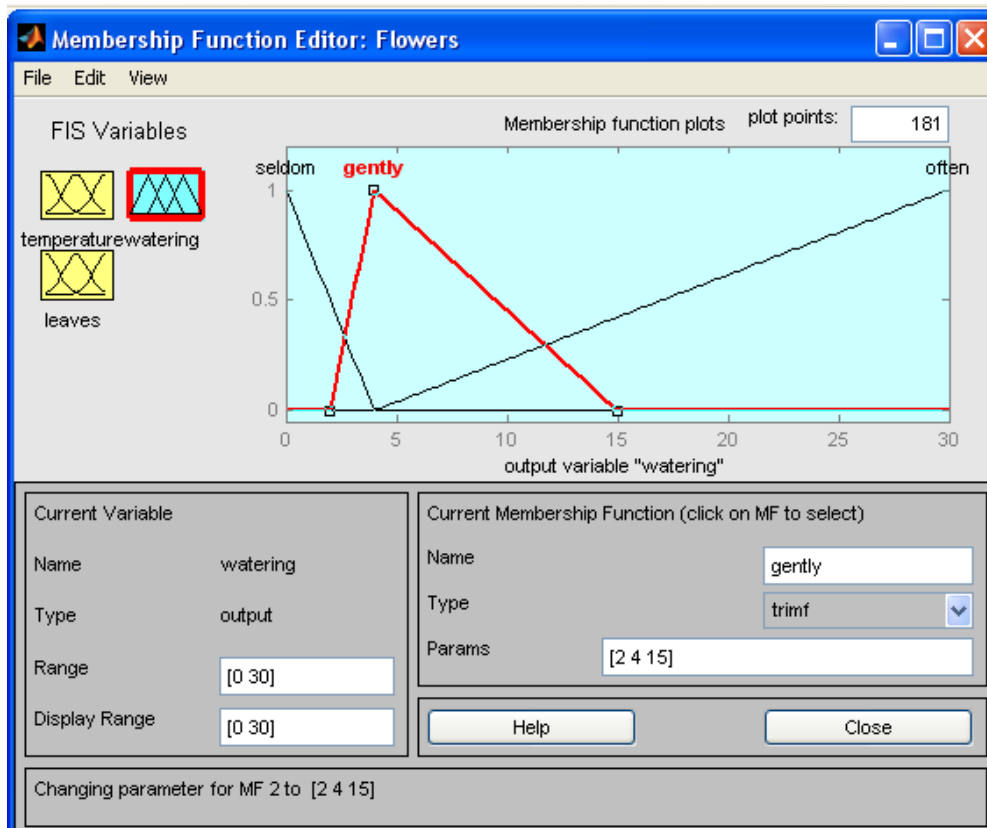 Membership Function Editor: Flowers
File Edit View
FIS Variables
Membership function plots plot points: 181
seldom gently often
1
0.5
0
0 5 10 15 20 25 30
output variable "watering"
temperature watering
leaves
Current Variable
Name watering
Type output
Range [0 30]
Display Range [0 30]
Current Membership Function (click on MF to select)
Name gently
Type trimf
Params [2 4 15]
Help Close
Changing parameter for MF 2 to [2 4 15]